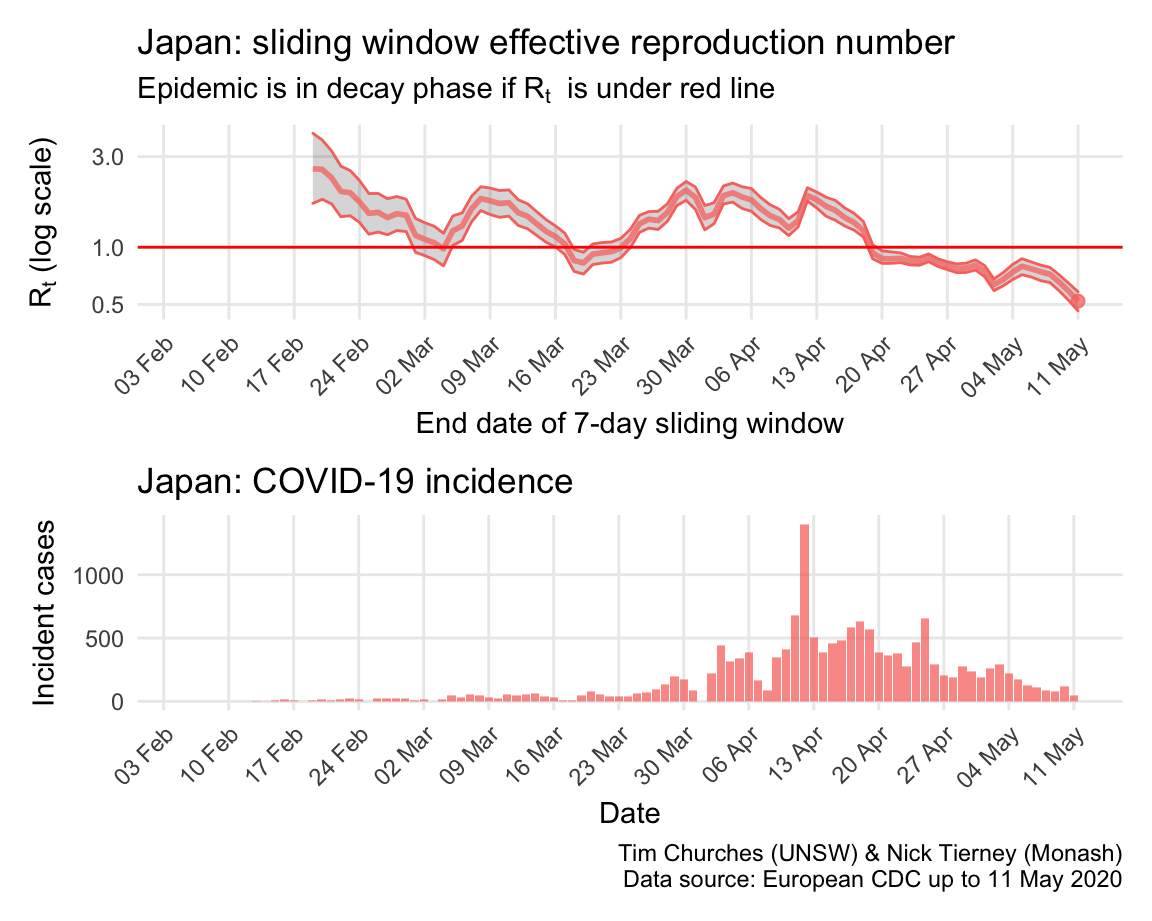 Japan: sliding window effective reproduction number
Epidemic is in decay phase if Rt is under red line
Rt (log scale)
3.0
1.0
0.5
03 Feb
10 Feb
17 Feb
24 Feb
02 Mar
09 Mar
16 Mar
23 Mar
30 Mar
06 Apr
13 Apr
20 Apr
27 Apr
04 May
11 May
End date of 7-day sliding window
Japan: COVID-19 incidence
Incident cases
1000
500
0
03 Feb
10 Feb
17 Feb
24 Feb
02 Mar
09 Mar
16 Mar
23 Mar
30 Mar
06 Apr
13 Apr
20 Apr
27 Apr
04 May
11 May
Date
Tim Churches (UNSW) & Nick Tierney (Monash)
Data source: European CDC up to 11 May 2020